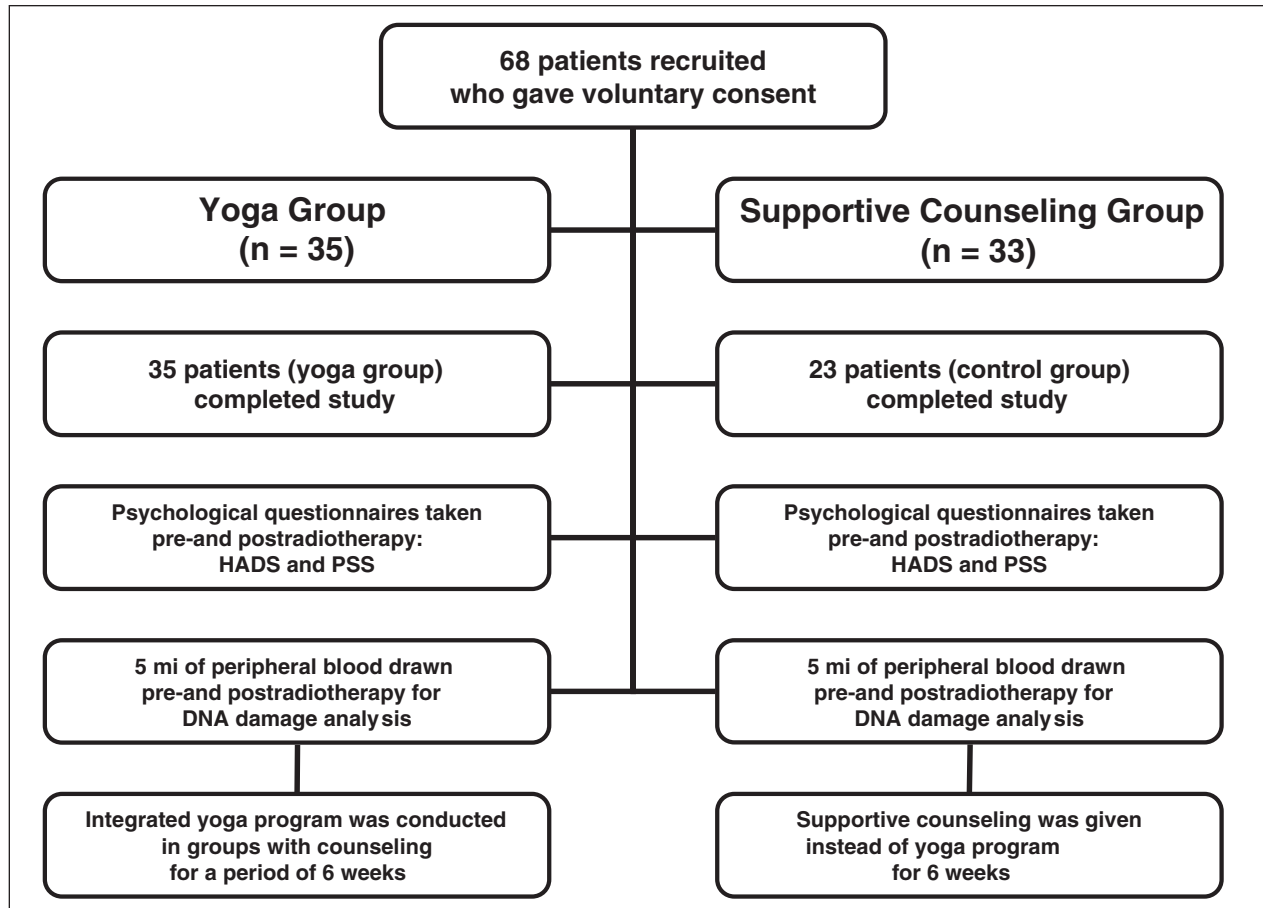 68 patients recruited
who gave voluntary consent
Yoga Group
(n = 35)
Supportive Counseling Group
(n = 33)
35 patients (yoga group)
completed study
23 patients (control group)
completed study
Psychological questionnaires taken
pre-and postradiotherapy:
HADS and PSS
Psychological questionnaires taken
pre-and postradiotherapy:
HADS and PSS
5 mi of peripheral blood drawn
pre-and postradiotherapy for
DNA damage analysis
5 mi of peripheral blood drawn
pre-and postradiotherapy for
DNA damage analysis
Integrated yoga program was conducted
in groups with counseling
for a period of 6 weeks
Supportive counseling was given
instead of yoga program
for 6 weeks